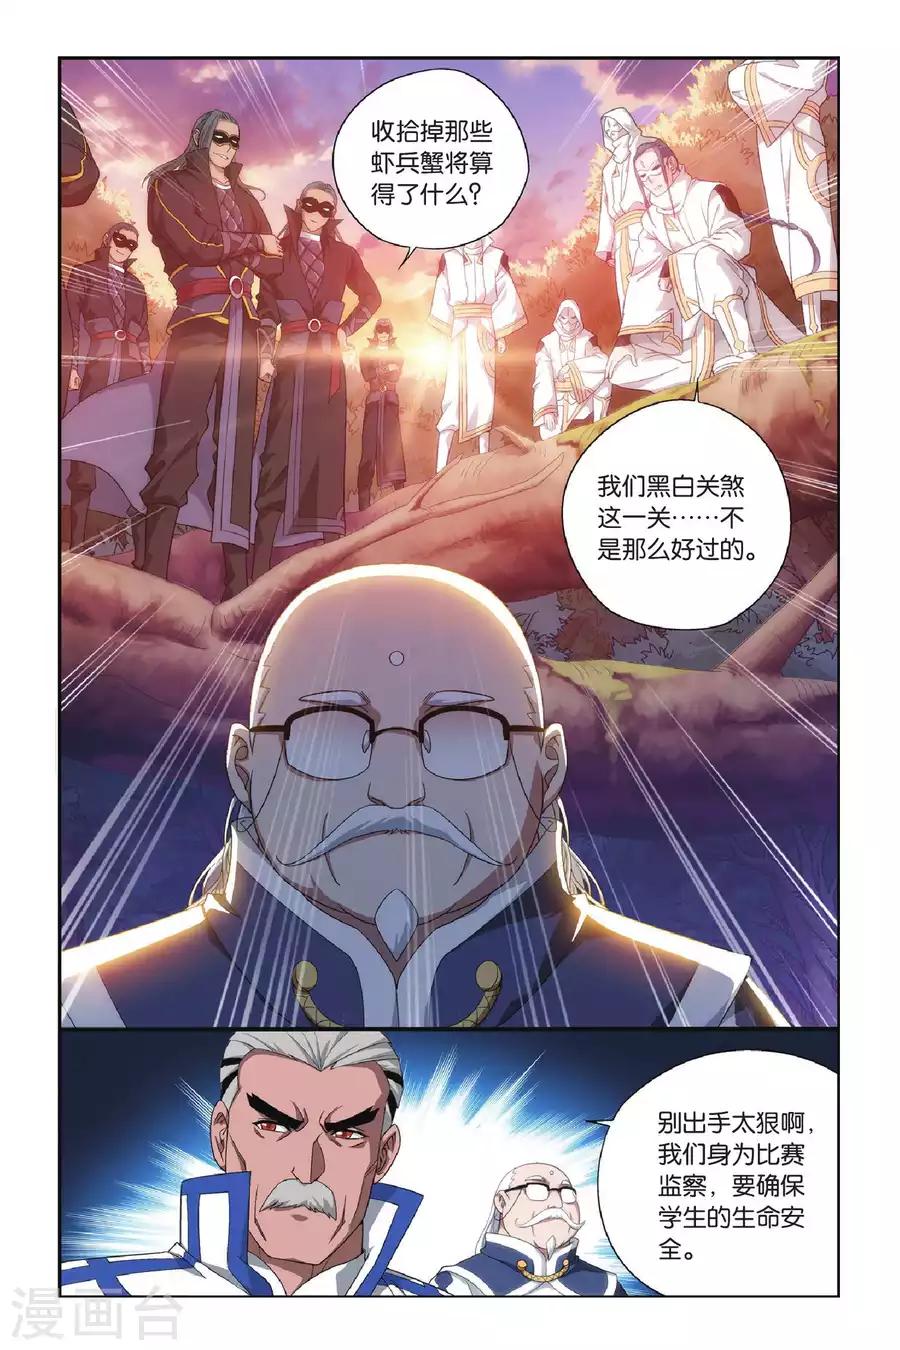 收拾掉那些
虾兵蟹将算
得了什么？
我们黑白关煞
这一关……不
是那么好过的。
别出手太狠啊，
我们身为比赛
监察，要确保
学生的生命安
全。
漫画台